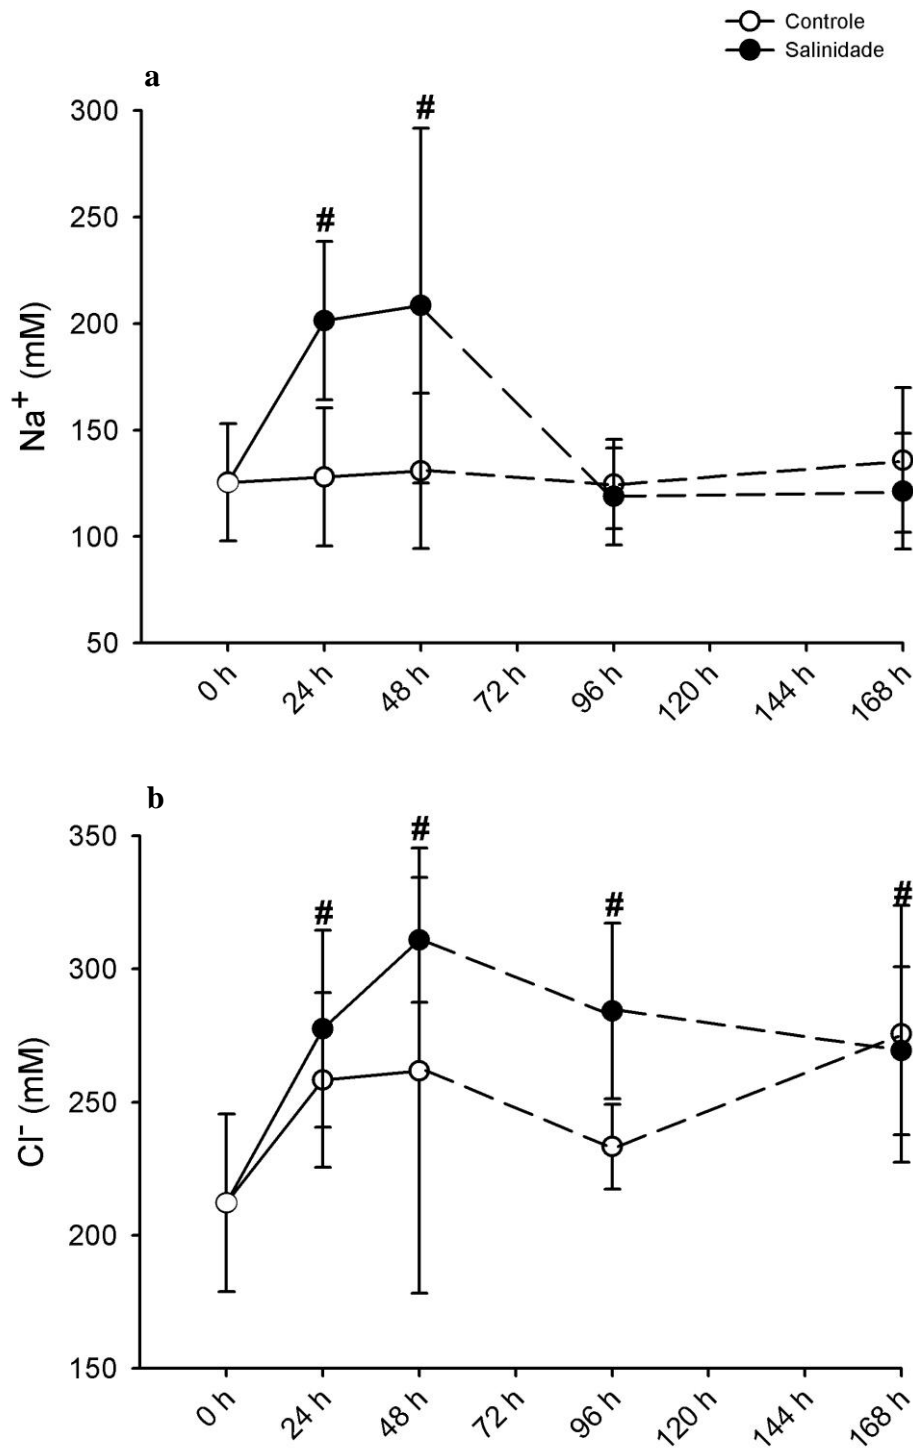 Controle
Salinidade
a
#
#
Na+ (mM)
300
250
200
150
100
50
0 h
24 h
48 h
72 h
96 h
120 h
144 h
168 h
b
#
#
#
#
Cl- (mM)
350
300
250
200
150
0 h
24 h
48 h
72 h
96 h
120 h
144 h
168 h